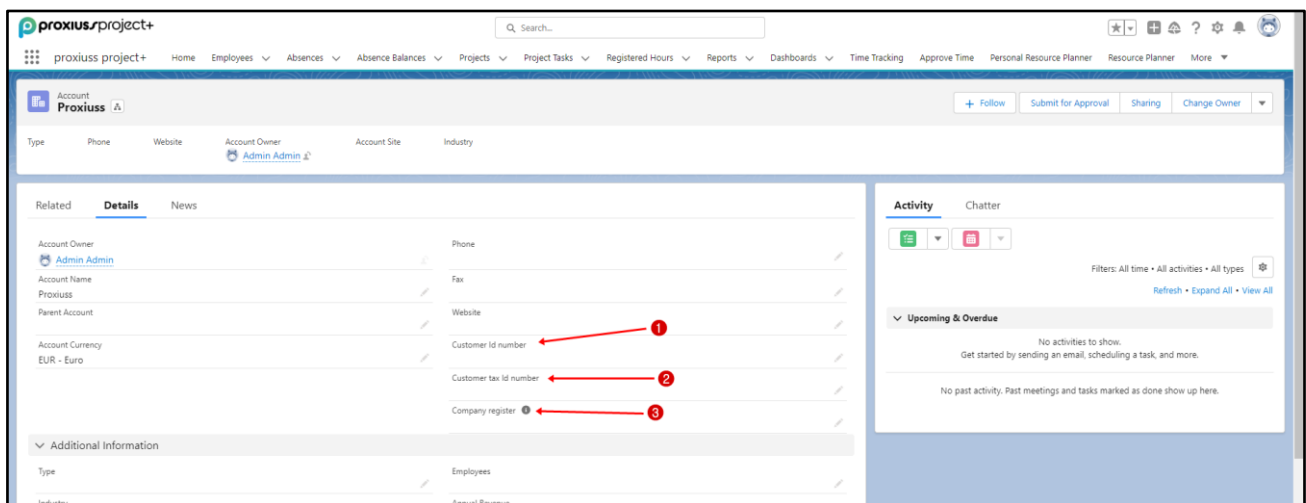 proxius project+
Search...
proxiuss project+ Home Employees Absences Absence Balances Projects Project Tasks Registered Hours Reports Dashboards Time Tracking Approve Time Personal Resource Planner Resource Planner More
Account
Proxiuss
+ Follow Submit for Approval Sharing Change Owner
Type Phone Website Account Owner Account Site Industry
Admin Admin
Related Details News
Activity Chatter
Account Owner Phone
Admin Admin
Account Name Fax
Proxiuss
Filters: All time • All activities • All types
Refresh • Expand All • View All
Parent Account Website
Upcoming & Overdue
1
Account Currency Customer Id number
EUR - Euro
No activities to show.
Get started by sending an email, scheduling a task, and more.
Customer tax Id number 2
No past activity. Past meetings and tasks marked as done show up here.
Company register 3
Additional Information
Type Employees
Industry Annual Revenue